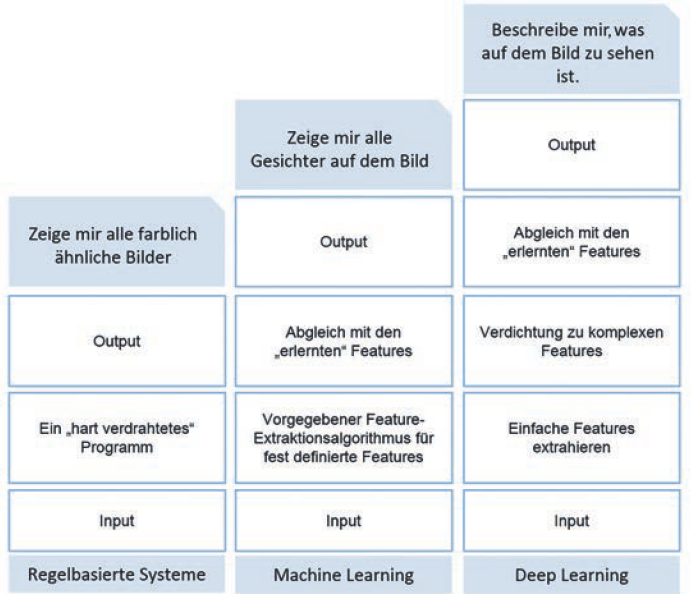 Beschreibe mir, was
auf dem Bild zu sehen
ist.
Zeige mir alle
Gesichter auf dem Bild
Output
Zeige mir alle farblich
ähnliche Bilder
Output
Abgleich mit den
„erlernten“ Features
Output
Abgleich mit den
„erlernten“ Features
Verdichtung zu komplexen
Features
Ein „hart verdrahtetes“
Programm
Vorgegebener Feature-
Extraktionsalgorithmus für
fest definierte Features
Einfache Features
extrahieren
Input
Input
Input
Regelbasierte Systeme
Machine Learning
Deep Learning